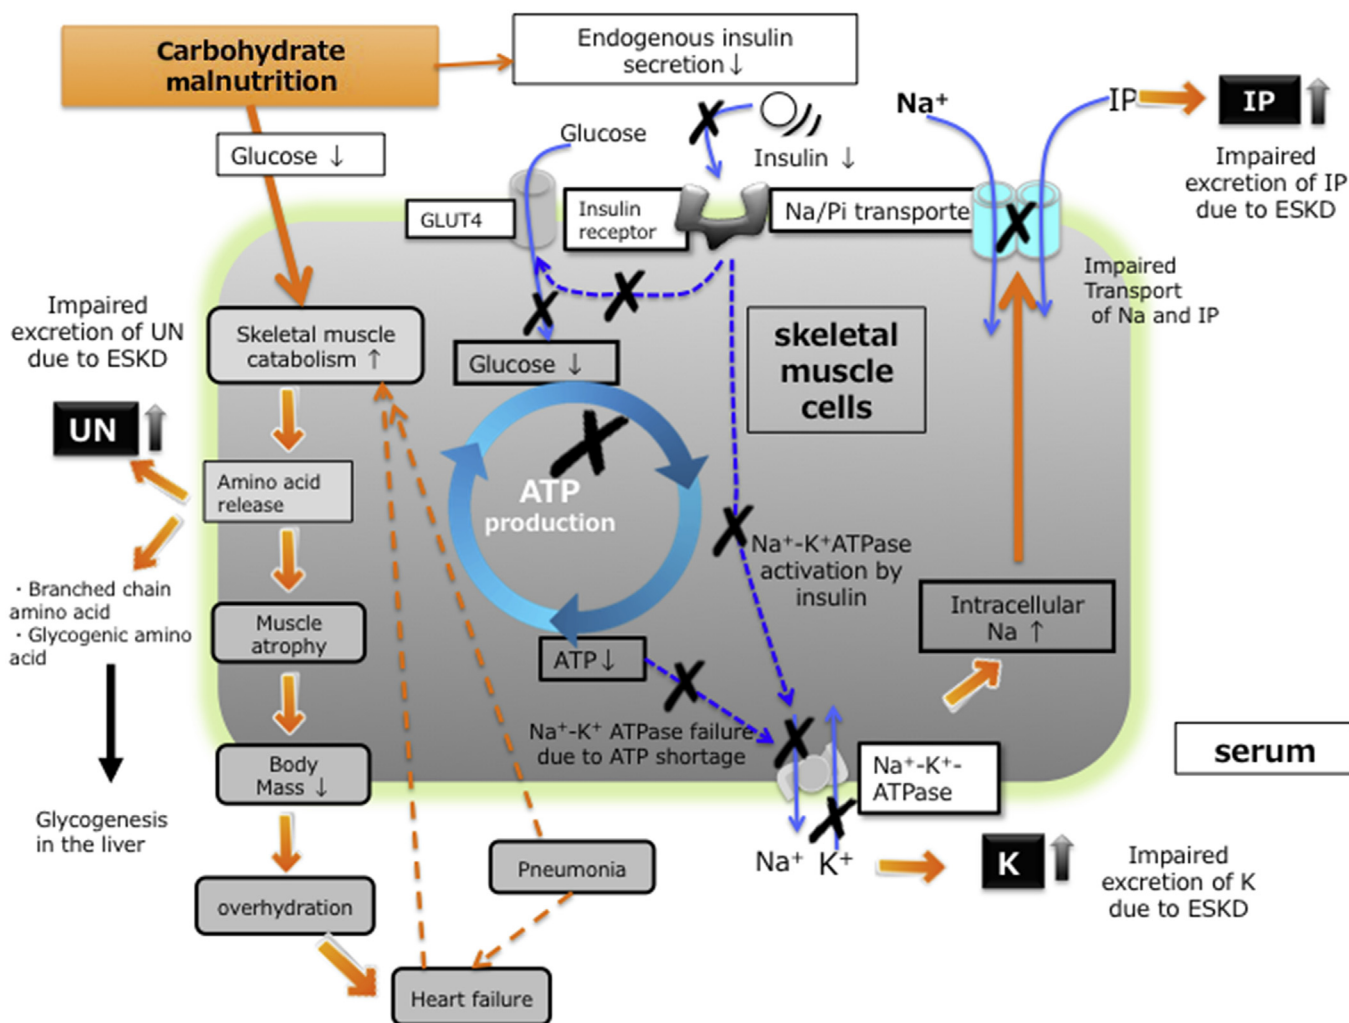 Carbohydrate
malnutrition
Endogenous insulin
secretion ↓
Glucose ↓
Glucose
Insulin ↓
Na⁺
IP
IP
Impaired
excretion of IP
due to ESKD
GLUT4
Insulin
receptor
Na/Pi transporte
Impaired
Transport
of Na and IP
Impaired
excretion of UN
due to ESKD
UN
Skeletal muscle
catabolism ↑
Glucose ↓
skeletal
muscle
cells
Amino acid
release
ATP
production
Na⁺-K⁺ATPase
activation by
insulin
・Branched chain
amino acid
・Glycogenic amino
acid
Muscle
atrophy
Intracellular
Na ↑
ATP↓
Na⁺-K⁺ ATPase failure
due to ATP shortage
Body
Mass ↓
Na⁺-K⁺-
ATPase
serum
Glycogenesis
in the liver
Na⁺
K⁺
K
Impaired
excretion of K
due to ESKD
Pneumonia
overhydration
Heart failure